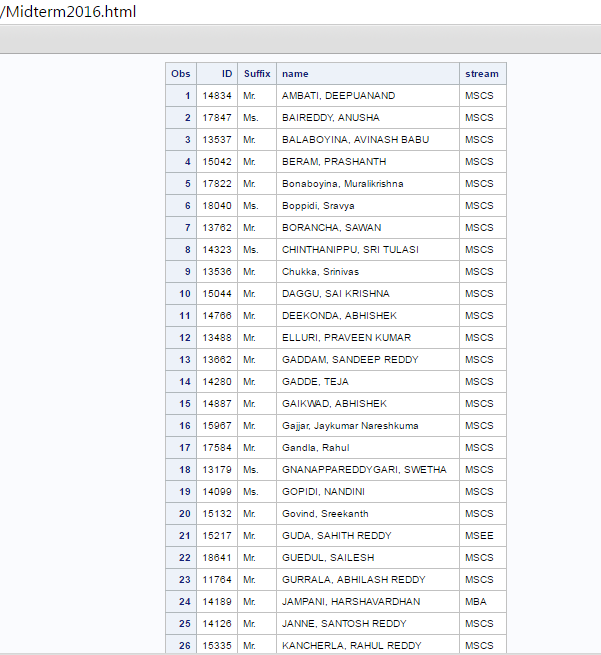 /Midterm2016.html
Obs ID Suffix name stream
1 14834 Mr. AMBATI, DEEPUANAND MSCS
2 17847 Ms. BAIREDDY, ANUSHA MSCS
3 13537 Mr. BALABOYINA, AVINASH BABU MSCS
4 15042 Mr. BERAM, PRASHANTH MSCS
5 17822 Mr. Bonaboyina, Muralikrishna MSCS
6 18040 Ms. Boppidi, Sravya MSCS
7 13762 Mr. BORANCHA, SAWAN MSCS
8 14323 Ms. CHINTHANIPPU, SRI TULASI MSCS
9 13536 Mr. Chukka, Srinivas MSCS
10 15044 Mr. DAGGU, SAI KRISHNA MSCS
11 14766 Mr. DEEKONDA, ABHISHEK MSCS
12 13488 Mr. ELLURI, PRAVEEN KUMAR MSCS
13 13662 Mr. GADDAM, SANDEEP REDDY MSCS
14 14280 Mr. GADDE, TEJA MSCS
15 14887 Mr. GAIKWAD, ABHISHEK MSCS
16 15967 Mr. Gajjar, Jaykumar Nareshkuma MSCS
17 17584 Mr. Gandla, Rahul MSCS
18 13179 Ms. GNANAPPAREDDYGARI, SWETHA MSCS
19 14099 Ms. GOPIDI, NANDINI MSCS
20 15132 Mr. Govind, Sreekanth MSCS
21 15217 Mr. GUDA, SAHITH REDDY MSEE
22 18641 Mr. GUEDUL, SAILESH MSCS
23 11764 Mr. GURRALA, ABHILASH REDDY MSCS
24 14189 Mr. JAMPANI, HARSHAVARDHAN MBA
25 14126 Mr. JANNE, SANTOSH REDDY MSCS
26 15335 Mr. KANCHERLA, RAHUL REDDY MSCS